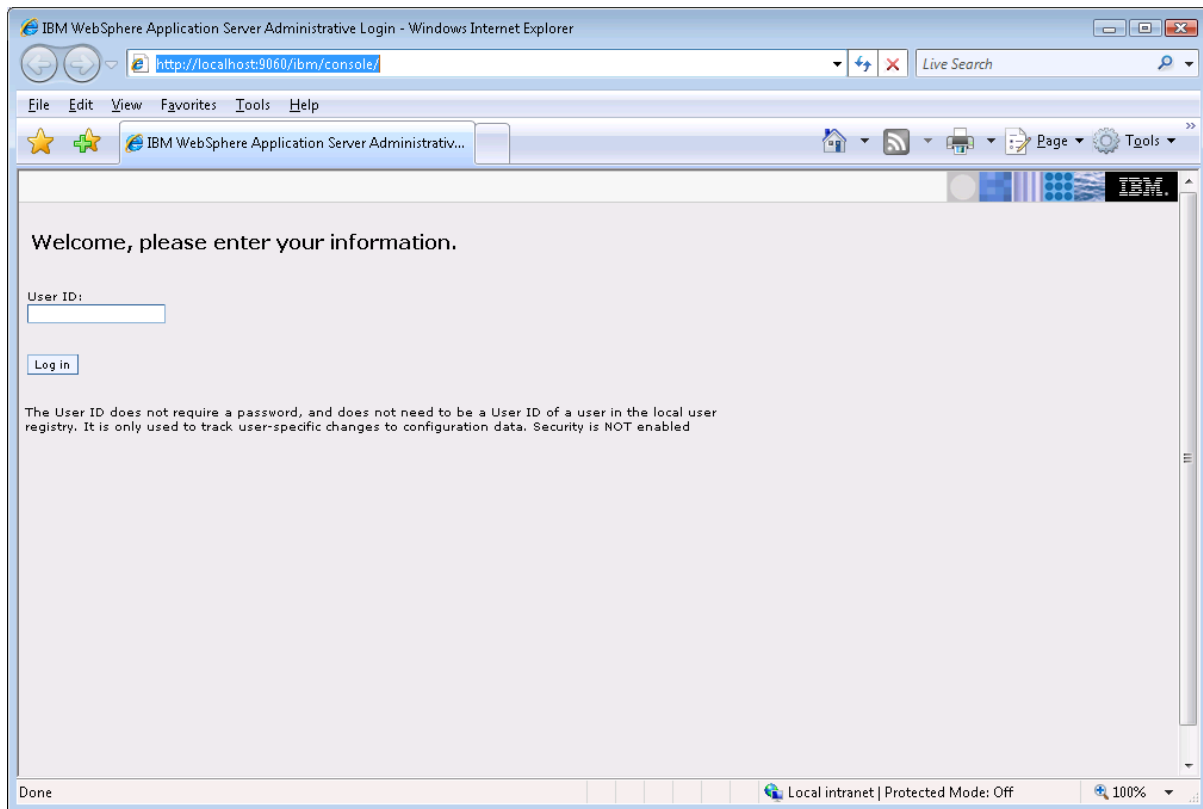 IBM WebSphere Application Server Administrative Login - Windows Internet Explorer
http://localhost:9060/ibm/console/
Live Search
File Edit View Favorites Tools Help
IBM WebSphere Application Server Administrativ...
Page Tools
IBM.
Welcome, please enter your information.
User ID:
Log in
The User ID does not require a password, and does not need to be a User ID of a user in the local user
registry. It is only used to track user-specific changes to configuration data. Security is NOT enabled
Done
Local intranet | Protected Mode: Off
100%